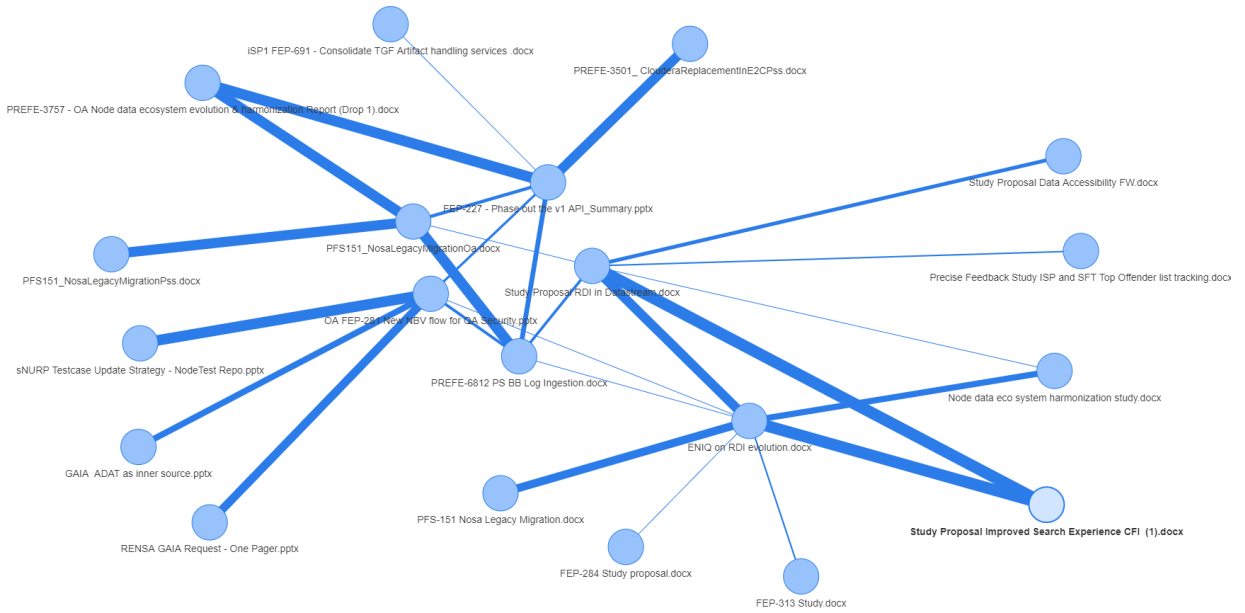 iSP1 FEP-691 - Consolidate TGF Artifact handling services .docx
PREFE-3501_ ClouderaReplacementInE2CPss.docx
PREFE-3757 - OA Node data ecosystem evolution & harmonization Report (Drop 1).docx
Study Proposal Data Accessibility FW.docx
FEP-227 - Phase out the v1 API_Summary.pptx
PFS151_NosaLegacyMigrationOa.docx
PFS151_NosaLegacyMigrationPss.docx
Precise Feedback Study ISP and SFT Top Offender list tracking.docx
Study Proposal RDI in Datastream.docx
OA FEP-281 New NBV flow for OA Security.pptx
sNURP Testcase Update Strategy - NodeTest Repo.pptx
PREFE-6812 PS BB Log Ingestion.docx
Node data eco system harmonization study.docx
ENIQ on RDI evolution.docx
GAIA  ADAT as inner source.pptx
PFS-151 Nosa Legacy Migration.docx
Study Proposal Improved Search Experience CFI  (1).docx
RENSA GAIA Request - One Pager.pptx
FEP-284 Study proposal.docx
FEP-313 Study.docx